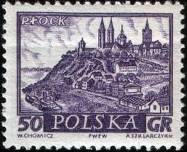 PŁOCK
POLSKA
50 GR
W.CHOMICZ PWPW A.SZKLARCZYK